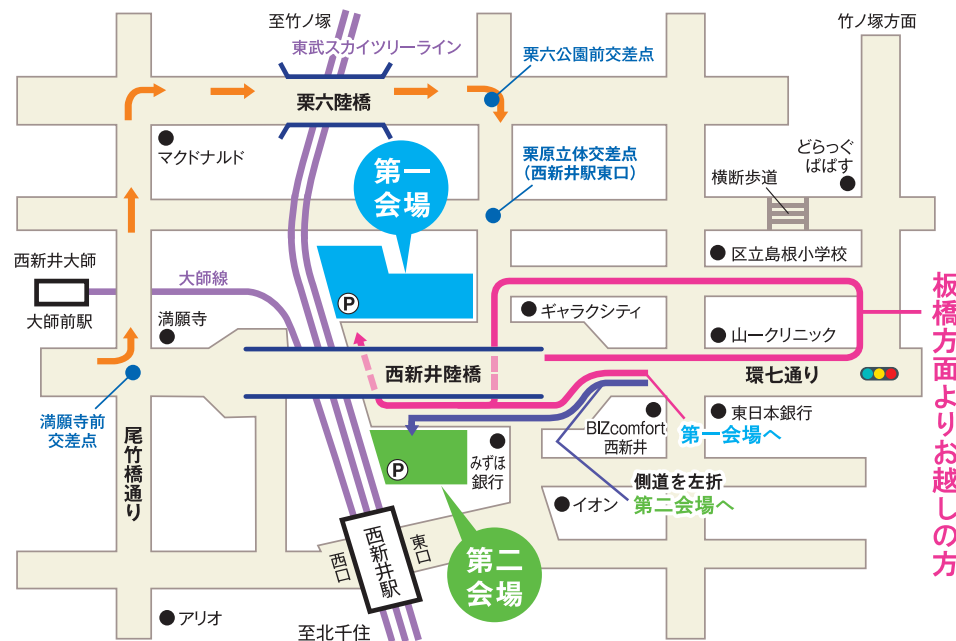 至竹ノ塚
東武スカイツリーライン
竹ノ塚方面
栗六公園前交差点
栗六陸橋
マクドナルド
第一
会場
栗原立体交差点
（西新井駅東口）
どらっぐ
ぱぱす
横断歩道
西新井大師
大師前駅
大師線
満願寺
P
区立島根小学校
ギャラクシティ
山一クリニック
板橋方面よりお越しの方
西新井陸橋
環七通り
満願寺前
交差点
尾竹橋通り
BIZcomfort
西新井
東日本銀行
第一会場へ
P
みずほ
銀行
側道を左折
第二会場へ
イオン
西口
西新井駅
東口
第二
会場
アリオ
至北千住